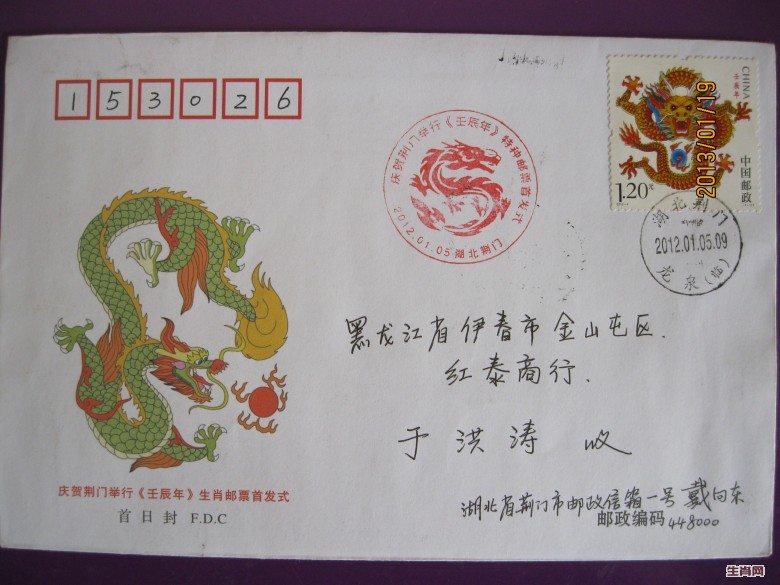 153026
CHINA
壬辰年
中国邮政
1.20元
2013/01/19
庆贺荆门举行《壬辰年》特种邮票首发式
2012.01.05 湖北荆门
湖北荆门
2012.01.05.09
龙泉(临)
黑龙江省伊春市金山屯区.
红泰商行.
于洪涛 收
庆贺荆门举行《壬辰年》生肖邮票首发式
首日封 F.D.C
湖北省荆门市邮政信箱一号 戴向东
邮政编码 448000
生肖网